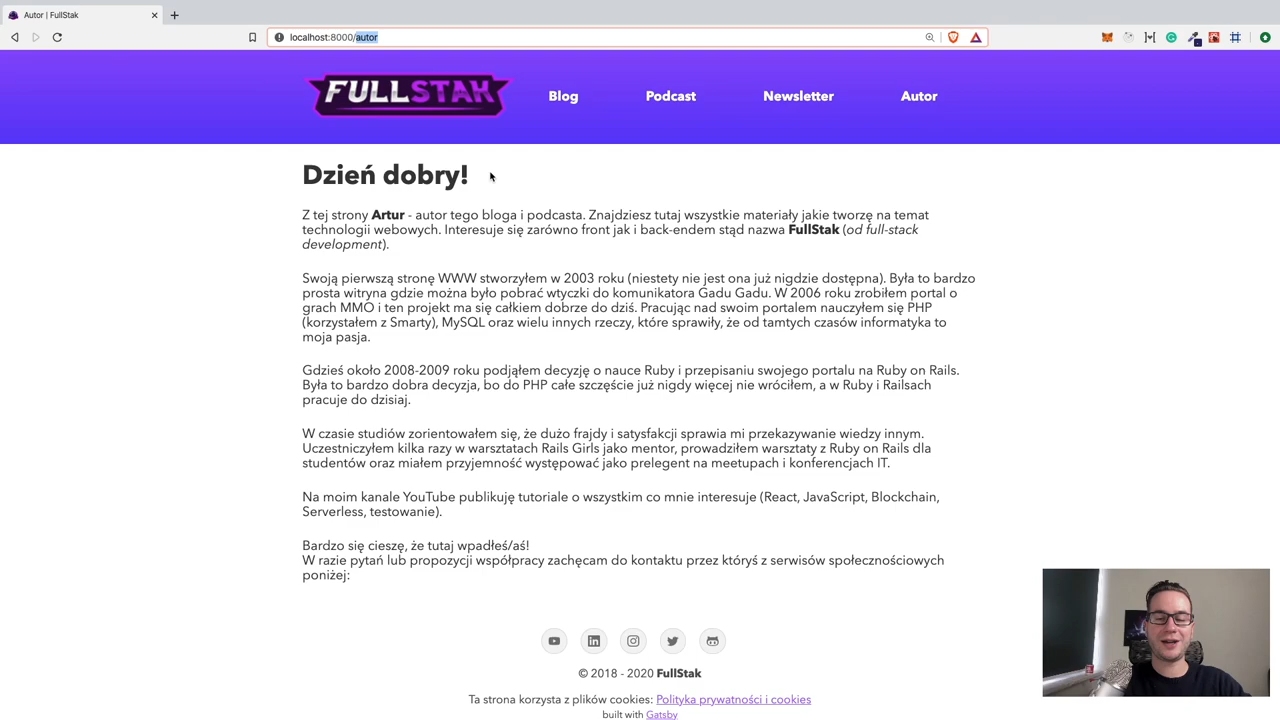 Autor | FullStak
localhost:8000/autor
FULLSTAK
Blog
Podcast
Newsletter
Autor
Dzień dobry!
Z tej strony Artur - autor tego bloga i podcasta. Znajdziesz tutaj wszystkie materiały jakie tworzę na temat
technologii webowych. Interesuje się zarówno front jak i back-endem stąd nazwa FullStak (od full-stack
development).
Swoją pierwszą stronę WWW stworzyłem w 2003 roku (niestety nie jest ona już nigdzie dostępna). Była to bardzo
prosta witryna gdzie można było pobrać wtyczki do komunikatora Gadu Gadu. W 2006 roku zrobiłem portal o
grach MMO i ten projekt ma się całkiem dobrze do dziś. Pracując nad swoim portalem nauczyłem się PHP
(korzystałem z Smarty), MySQL oraz wielu innych rzeczy, które sprawiły, że od tamtych czasów informatyka to
moja pasja.
Gdzieś około 2008-2009 roku podjąłem decyzję o nauce Ruby i przepisaniu swojego portalu na Ruby on Rails.
Była to bardzo dobra decyzja, bo do PHP całe szczęście już nigdy więcej nie wróciłem, a w Ruby i Railsach
pracuje do dzisiaj.
W czasie studiów zorientowałem się, że dużo frajdy i satysfakcji sprawia mi przekazywanie wiedzy innym.
Uczestniczyłem kilka razy w warsztatach Rails Girls jako mentor, prowadziłem warsztaty z Ruby on Rails dla
studentów oraz miałem przyjemność występować jako prelegent na meetupach i konferencjach IT.
Na moim kanale YouTube publikuję tutoriale o wszystkim co mnie interesuje (React, JavaScript, Blockchain,
Serverless, testowanie).
Bardzo się cieszę, że tutaj wpadłeś/aś!
W razie pytań lub propozycji współpracy zachęcam do kontaktu przez któryś z serwisów społecznościowych
poniżej:
© 2018 - 2020 FullStak
Ta strona korzysta z plików cookies: Polityka prywatności i cookies
built with Gatsby